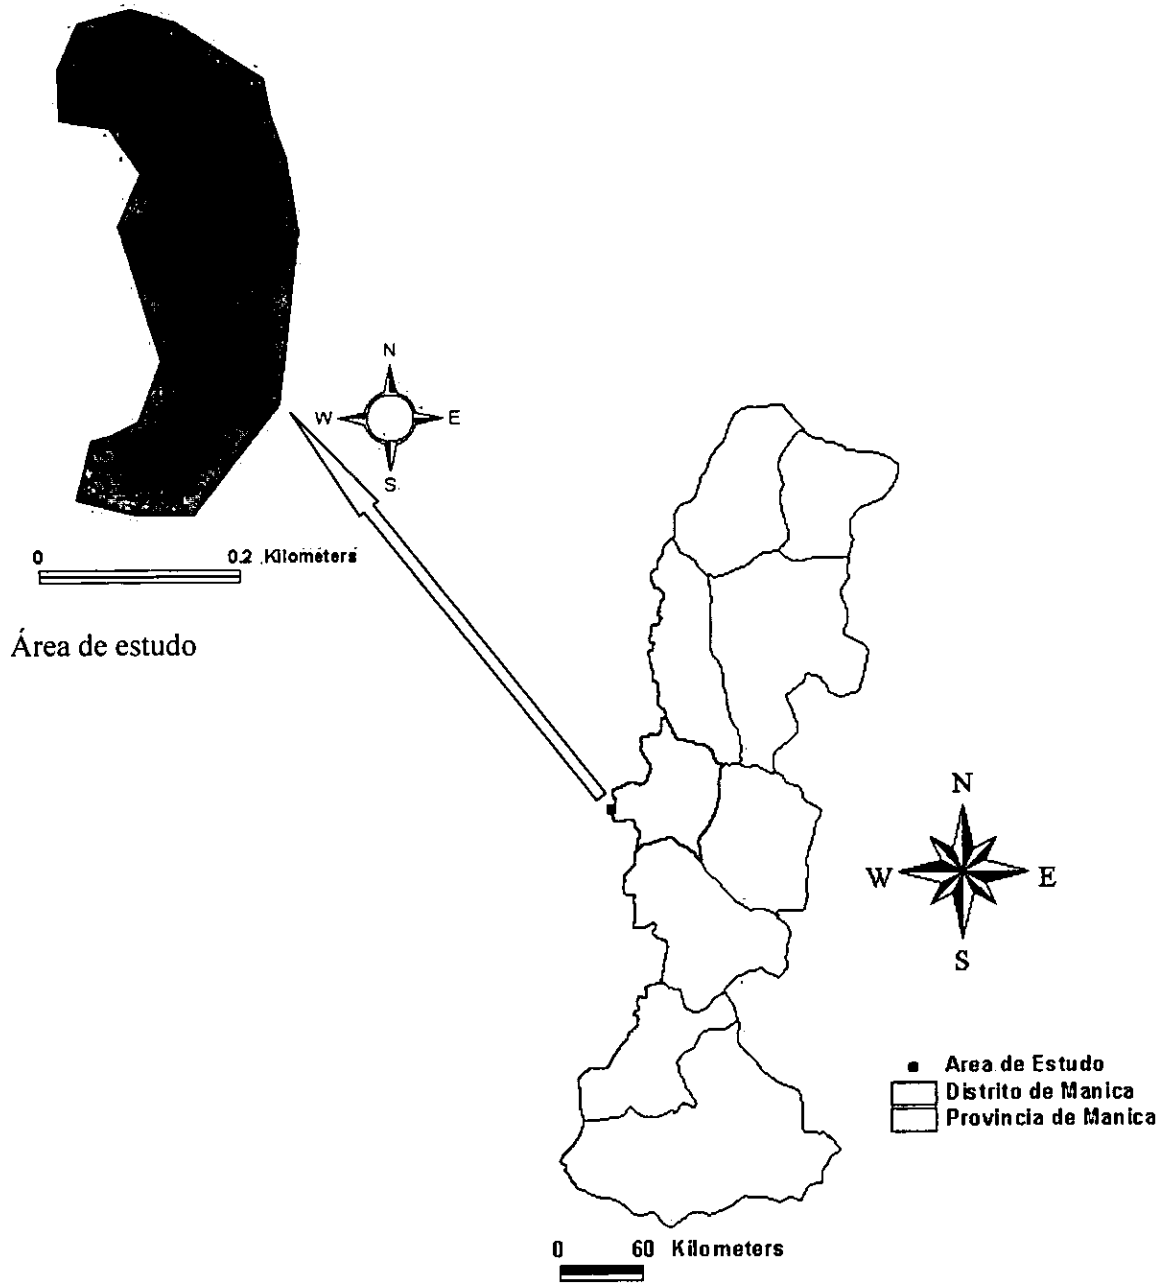 N
W E
S
0 0.2 Kilometers
Área de estudo
N
W E
S
Area de Estudo
Distrito de Manica
Provincia de Manica
0 60 Kilometers